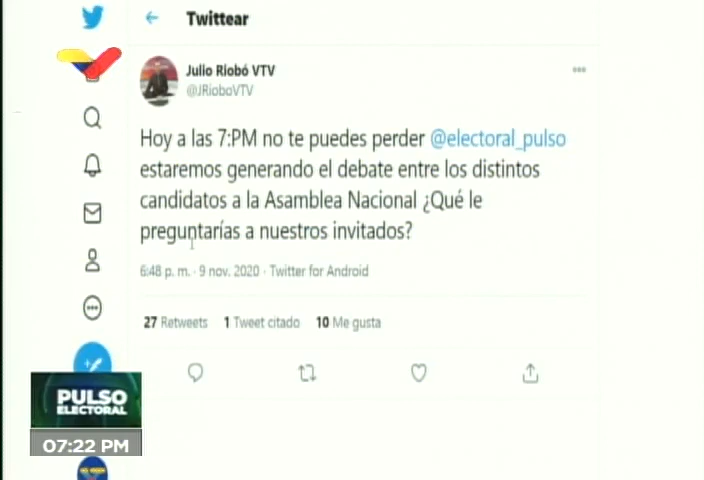 Twittear
Julio Riobó VTV
@JRioboVTV
Hoy a las 7:PM no te puedes perder @electoral_pulso
estaremos generando el debate entre los distintos
candidatos a la Asamblea Nacional ¿Qué le
preguntarías a nuestros invitados?
6:48 p. m. · 9 nov. 2020 · Twitter for Android
27 Retweets 1 Tweet citado 10 Me gusta
PULSO
ELECTORAL
07:22 PM